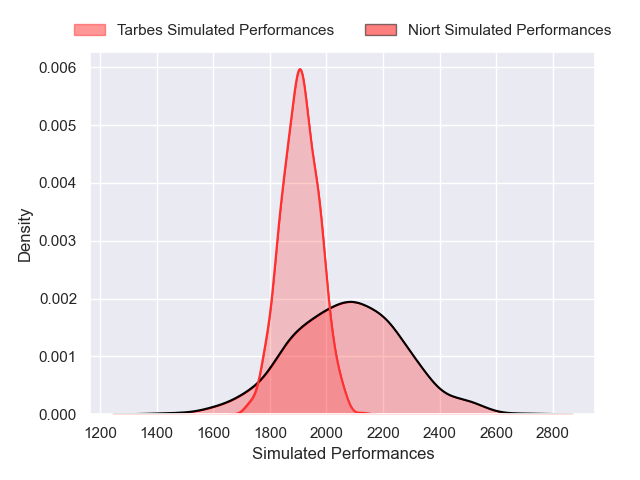 Tarbes Simulated Performances Niort Simulated Performances
0.006
0.005
0.004
0.003
0.002
0.001
0.000
Density
1200 1400 1600 1800 2000 2200 2400 2600 2800
Simulated Performances